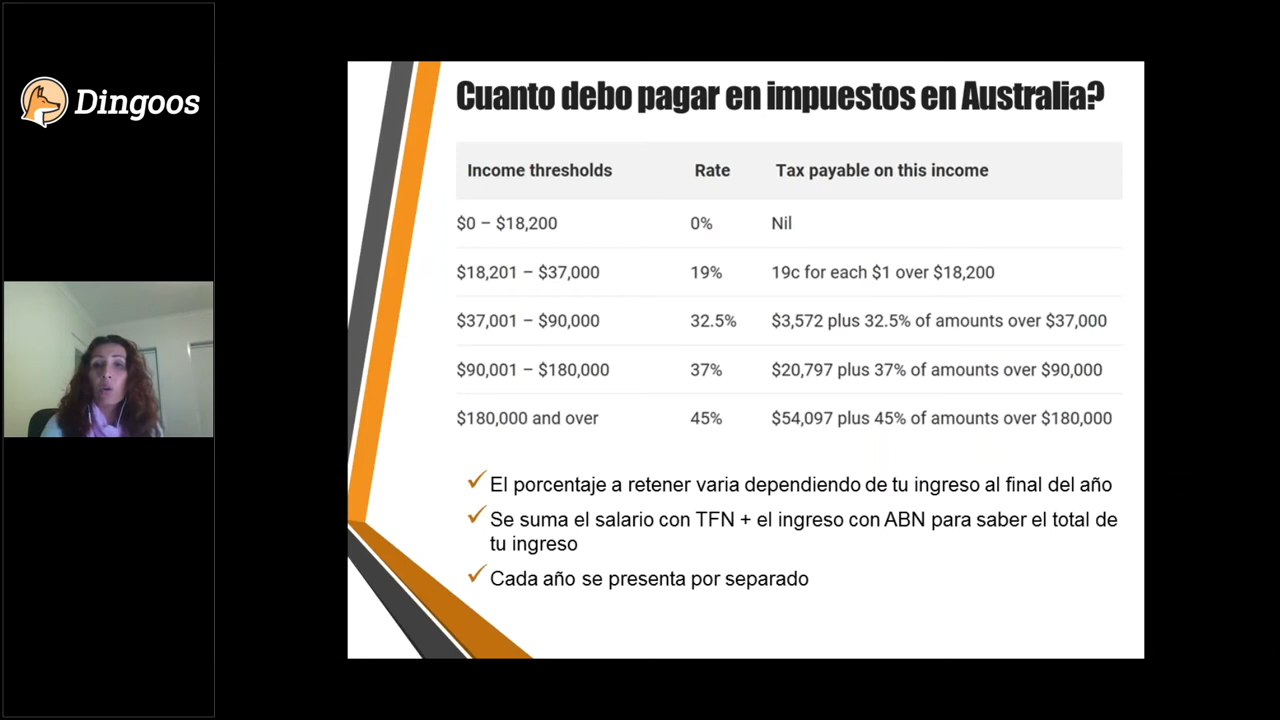 Dingoos
Cuanto debo pagar en impuestos en Australia?
Income thresholds Rate Tax payable on this income
$0 – $18,200 0% Nil
$18,201 – $37,000 19% 19c for each $1 over $18,200
$37,001 – $90,000 32.5% $3,572 plus 32.5% of amounts over $37,000
$90,001 – $180,000 37% $20,797 plus 37% of amounts over $90,000
$180,000 and over 45% $54,097 plus 45% of amounts over $180,000
El porcentaje a retener varia dependiendo de tu ingreso al final del año
Se suma el salario con TFN + el ingreso con ABN para saber el total de
tu ingreso
Cada año se presenta por separado